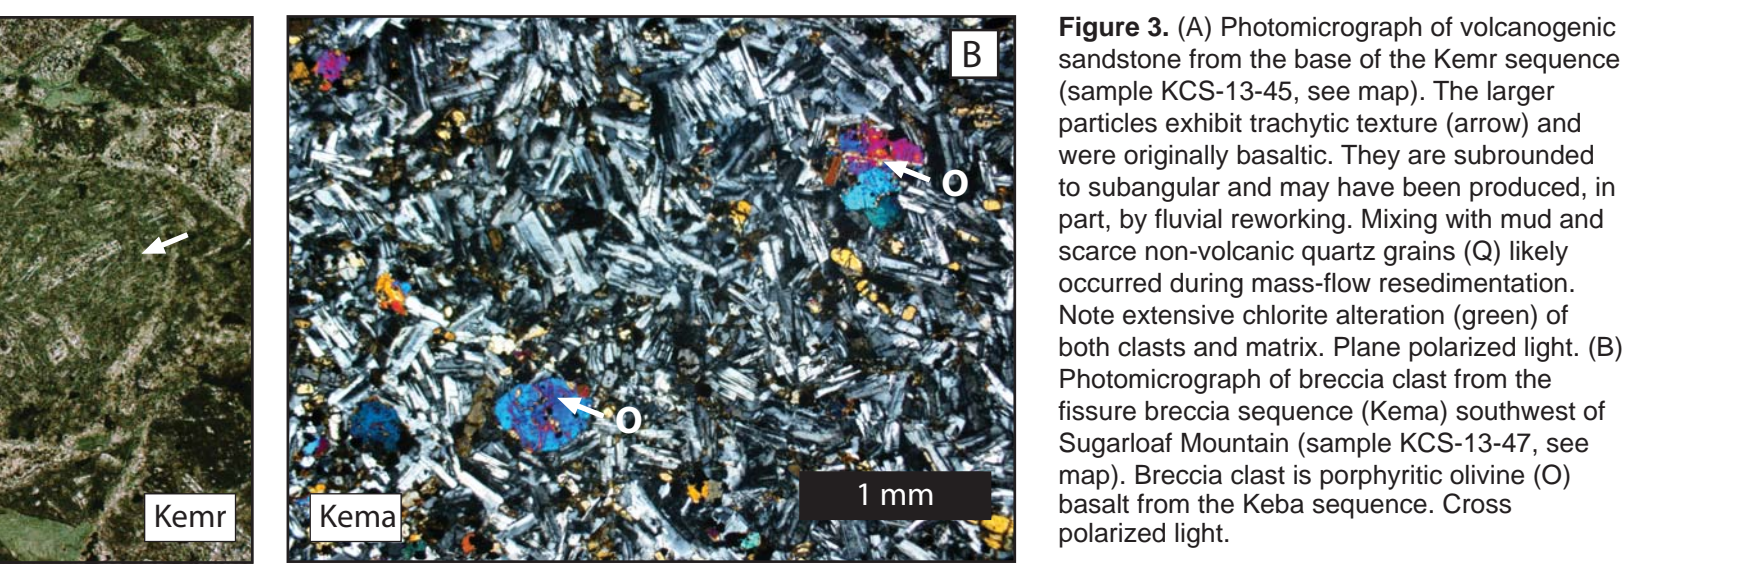 Kemr
B
O
O
Kema
1 mm
Figure 3. (A) Photomicrograph of volcanogenic
sandstone from the base of the Kemr sequence
(sample KCS-13-45, see map). The larger
particles exhibit trachytic texture (arrow) and
were originally basaltic. They are subrounded
to subangular and may have been produced, in
part, by fluvial reworking. Mixing with mud and
scarce non-volcanic quartz grains (Q) likely
occurred during mass-flow resedimentation.
Note extensive chlorite alteration (green) of
both clasts and matrix. Plane polarized light. (B)
Photomicrograph of breccia clast from the
fissure breccia sequence (Kema) southwest of
Sugarloaf Mountain (sample KCS-13-47, see
map). Breccia clast is porphyritic olivine (O)
basalt from the Keba sequence. Cross
polarized light.